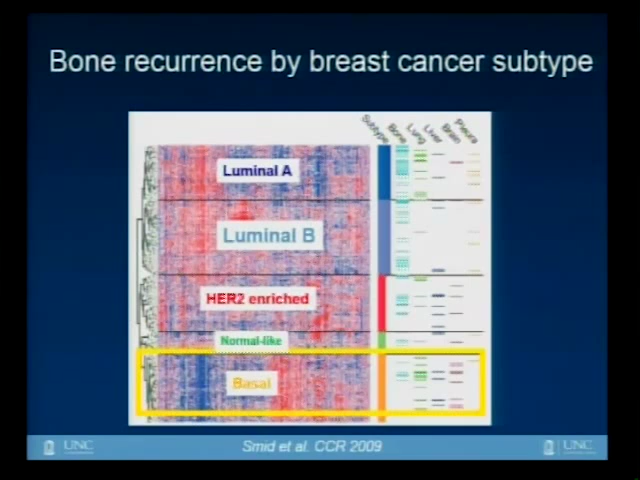 Bone recurrence by breast cancer subtype
Subtype
Bone
Lung
Liver
Brain
Pleura
Luminal A
Luminal B
HER2 enriched
Normal-like
Basal
UNC
Smid et al. CCR 2009
UNC